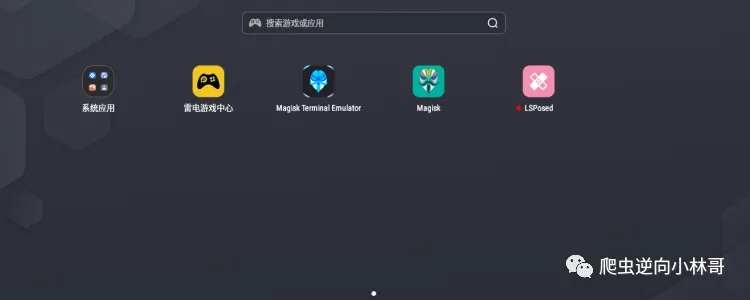 搜索游戏或应用
系统应用
雷电游戏中心
Magisk Terminal Emulator
Magisk
LSPosed
爬虫逆向小林哥